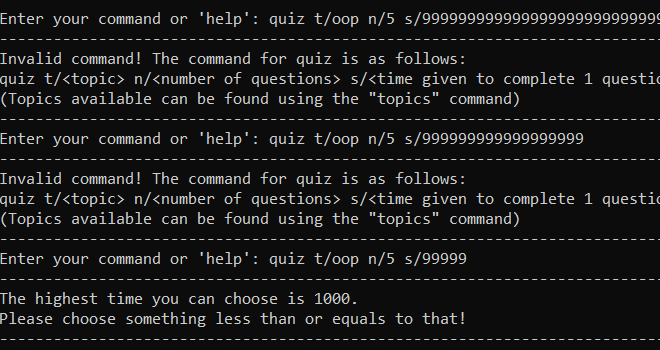 Enter your command or 'help': quiz t/oop n/5 s/99999999999999999999999999
--------------------------------------------------------------------------
Invalid command! The command for quiz is as follows:
quiz t/<topic> n/<number of questions> s/<time given to complete 1 questio
(Topics available can be found using the "topics" command)
--------------------------------------------------------------------------
Enter your command or 'help': quiz t/oop n/5 s/999999999999999999
--------------------------------------------------------------------------
Invalid command! The command for quiz is as follows:
quiz t/<topic> n/<number of questions> s/<time given to complete 1 questio
(Topics available can be found using the "topics" command)
--------------------------------------------------------------------------
Enter your command or 'help': quiz t/oop n/5 s/99999
--------------------------------------------------------------------------
The highest time you can choose is 1000.
Please choose something less than or equals to that!
--------------------------------------------------------------------------